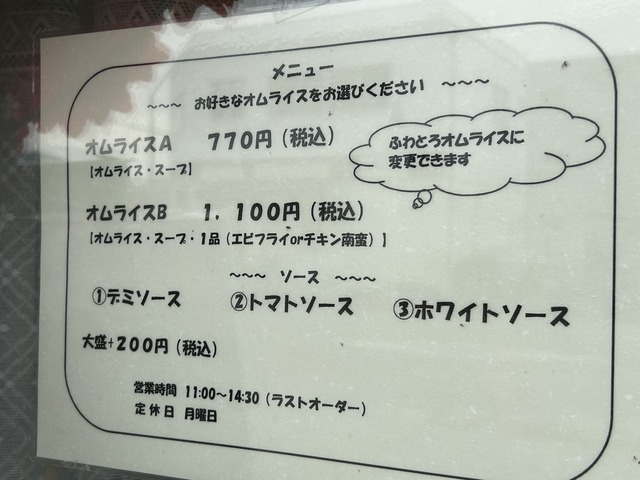 メニュー
～～～ お好きなオムライスをお選びください ～～～
オムライスA 770円（税込）
【オムライス・スープ】
ふわとろオムライスに
変更できます
オムライスB 1，100円（税込）
【オムライス・スープ・1品（エビフライorチキン南蛮）】
～～～ ソース ～～～
①デミソース ②トマトソース ③ホワイトソース
大盛+200円（税込）
営業時間 11:00～14:30（ラストオーダー）
定休日 月曜日